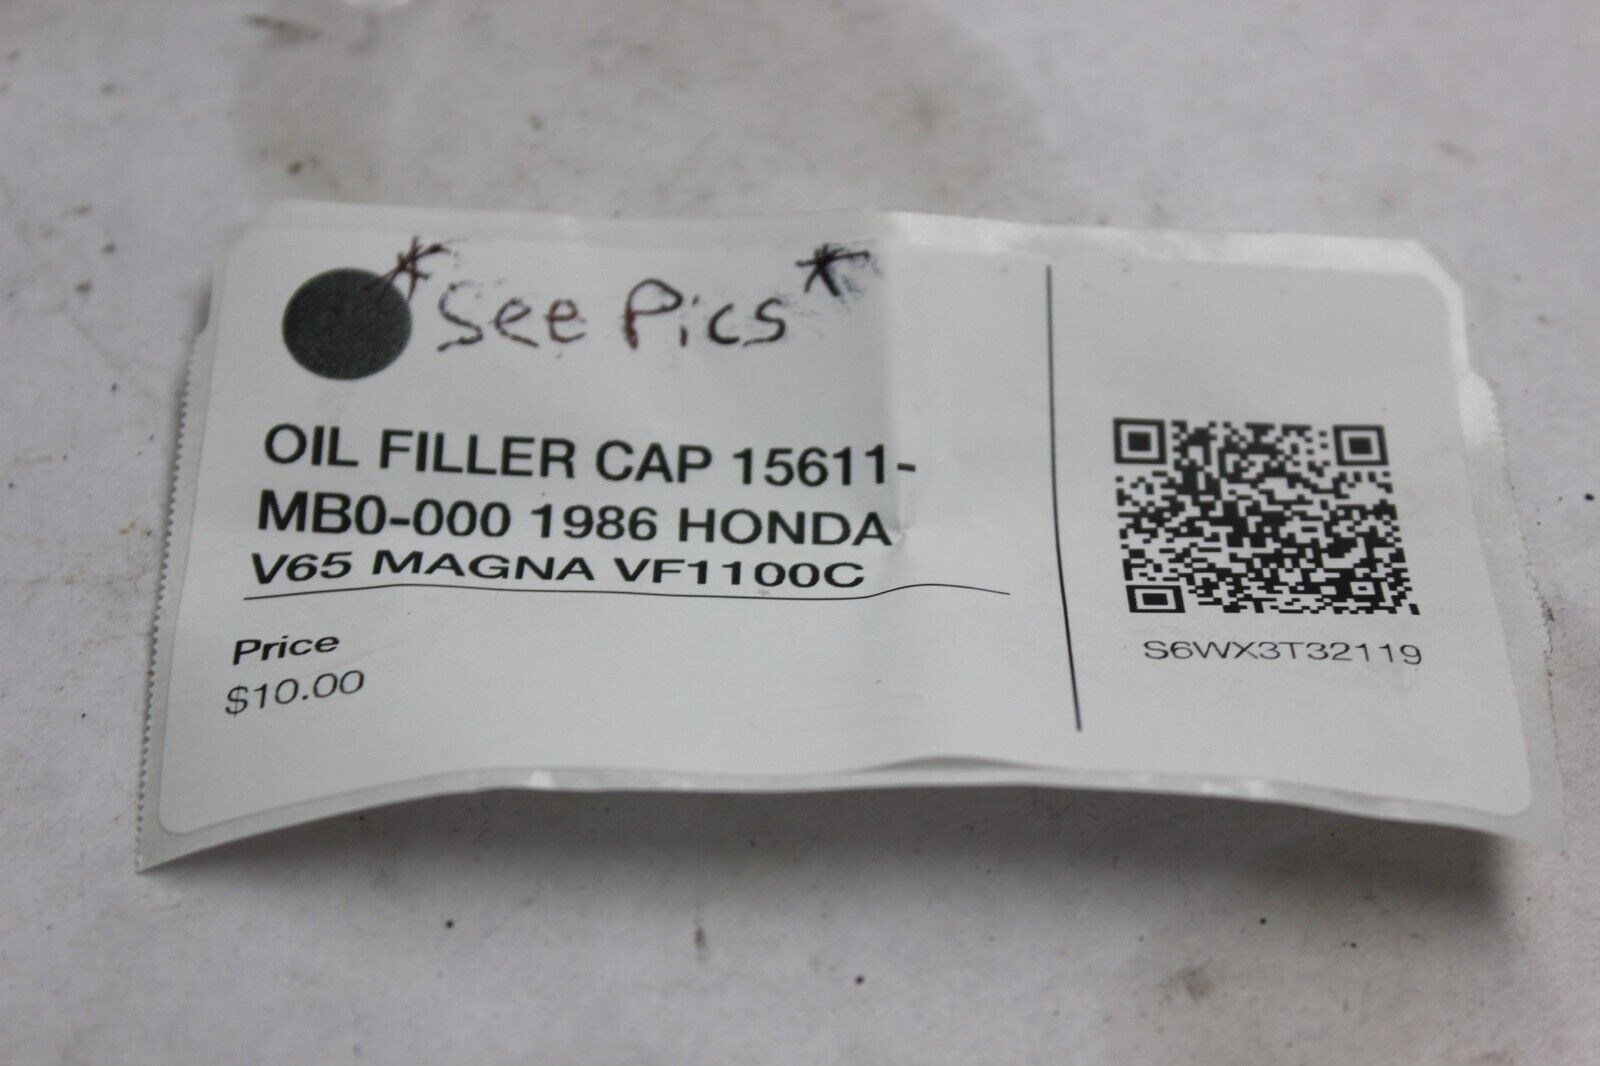 *See Pics*
OIL FILLER CAP 15611-
MB0-000 1986 HONDA
V65 MAGNA VF1100C
Price
$10.00
S6WX3T32119